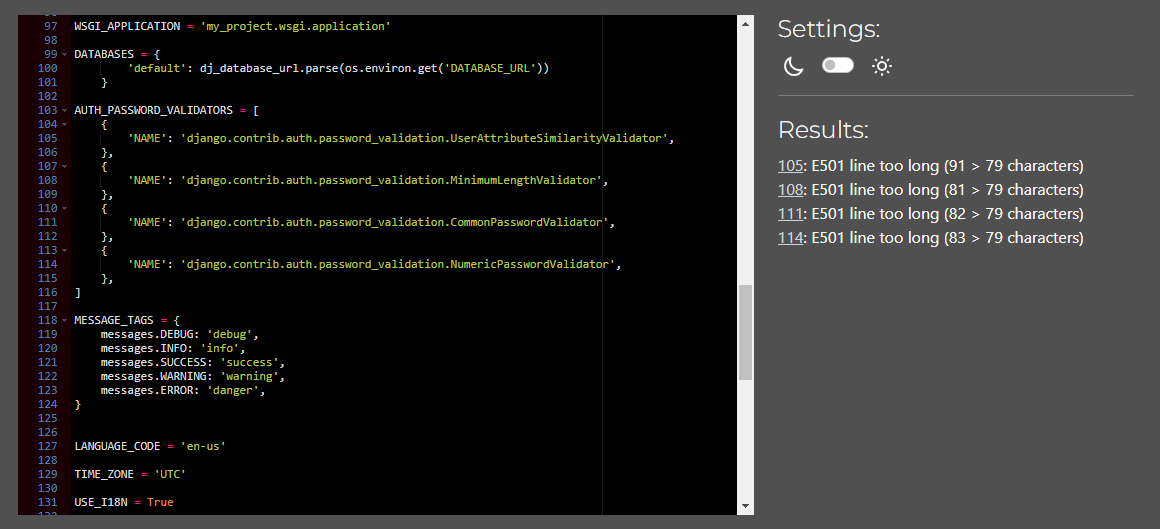 97 WSGI_APPLICATION = 'my_project.wsgi.application'
98
99 DATABASES = {
100 'default': dj_database_url.parse(os.environ.get('DATABASE_URL'))
101 }
102
103 AUTH_PASSWORD_VALIDATORS = [
104 {
105 'NAME': 'django.contrib.auth.password_validation.UserAttributeSimilarityValidator',
106 },
107 {
108 'NAME': 'django.contrib.auth.password_validation.MinimumLengthValidator',
109 },
110 {
111 'NAME': 'django.contrib.auth.password_validation.CommonPasswordValidator',
112 },
113 {
114 'NAME': 'django.contrib.auth.password_validation.NumericPasswordValidator',
115 },
116 ]
117
118 MESSAGE_TAGS = {
119 messages.DEBUG: 'debug',
120 messages.INFO: 'info',
121 messages.SUCCESS: 'success',
122 messages.WARNING: 'warning',
123 messages.ERROR: 'danger',
124 }
125
126
127 LANGUAGE_CODE = 'en-us'
128
129 TIME_ZONE = 'UTC'
130
131 USE_I18N = True
Settings:
Results:
105: E501 line too long (91 > 79 characters)
108: E501 line too long (81 > 79 characters)
111: E501 line too long (82 > 79 characters)
114: E501 line too long (83 > 79 characters)